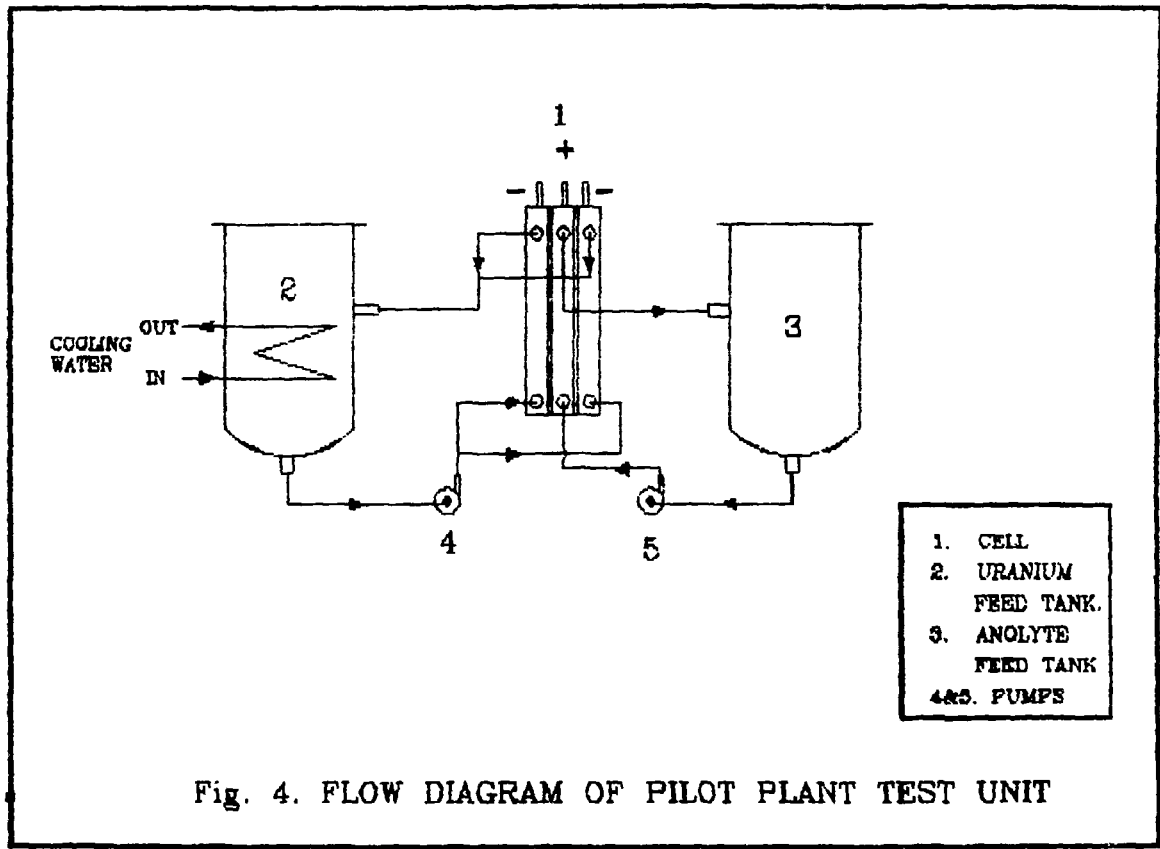 1
+
- -
2
3
OUT
COOLING
WATER
IN
4
5
1. CELL
2. URANIUM
FEED TANK.
3. ANOLYTE
FEED TANK
4&5. PUMPS
Fig. 4. FLOW DIAGRAM OF PILOT PLANT TEST UNIT